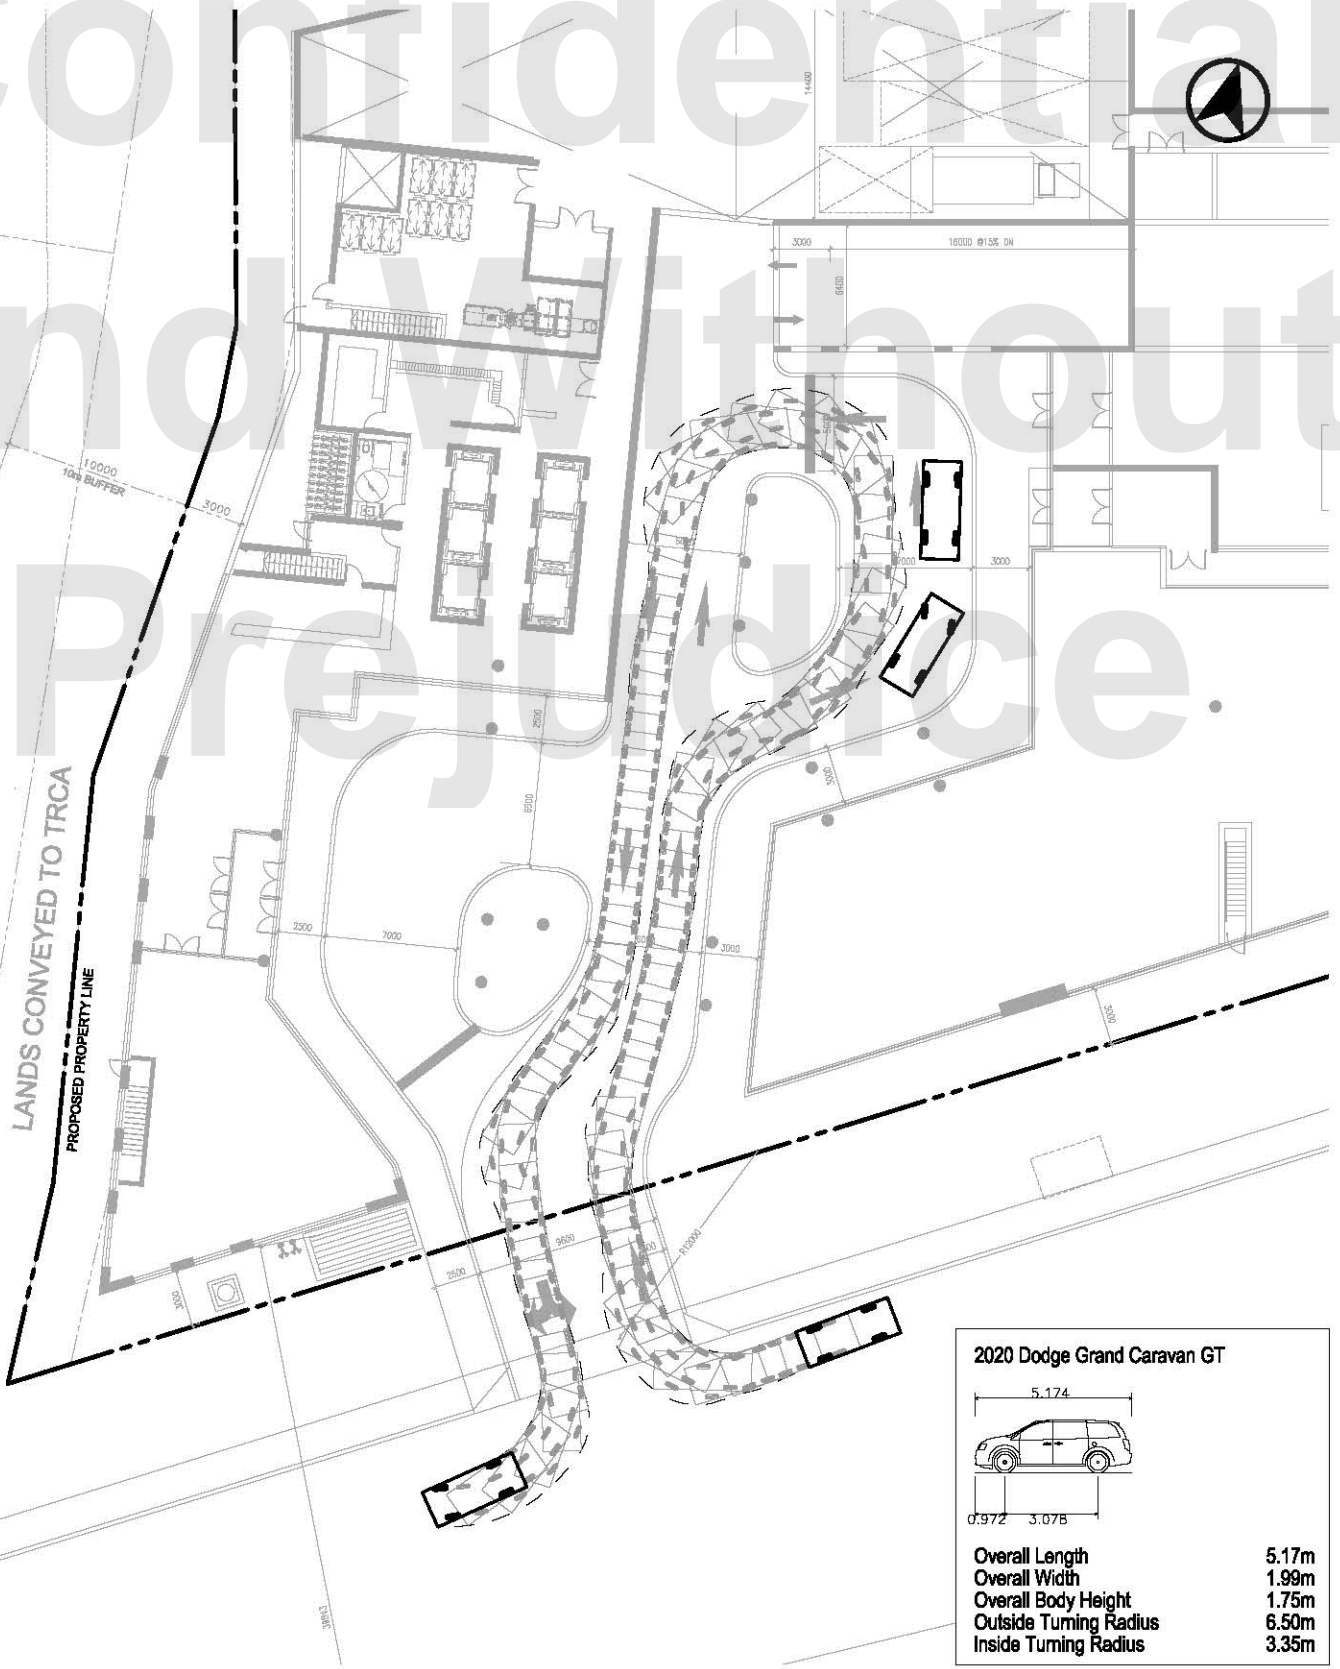 Confidential
and Without
Prejudice
14400
3000
16000 @15% DN
6400
10000
10m BUFFER
3000
7000
3000
2500
6500
3000
2500
7000
3000
LANDS CONVEYED TO TRCA
PROPOSED PROPERTY LINE
3000
9600
R12000
2500
3000
39843
2020 Dodge Grand Caravan GT
5.174
0.972 3.078
Overall Length 5.17m
Overall Width 1.99m
Overall Body Height 1.75m
Outside Turning Radius 6.50m
Inside Turning Radius 3.35m